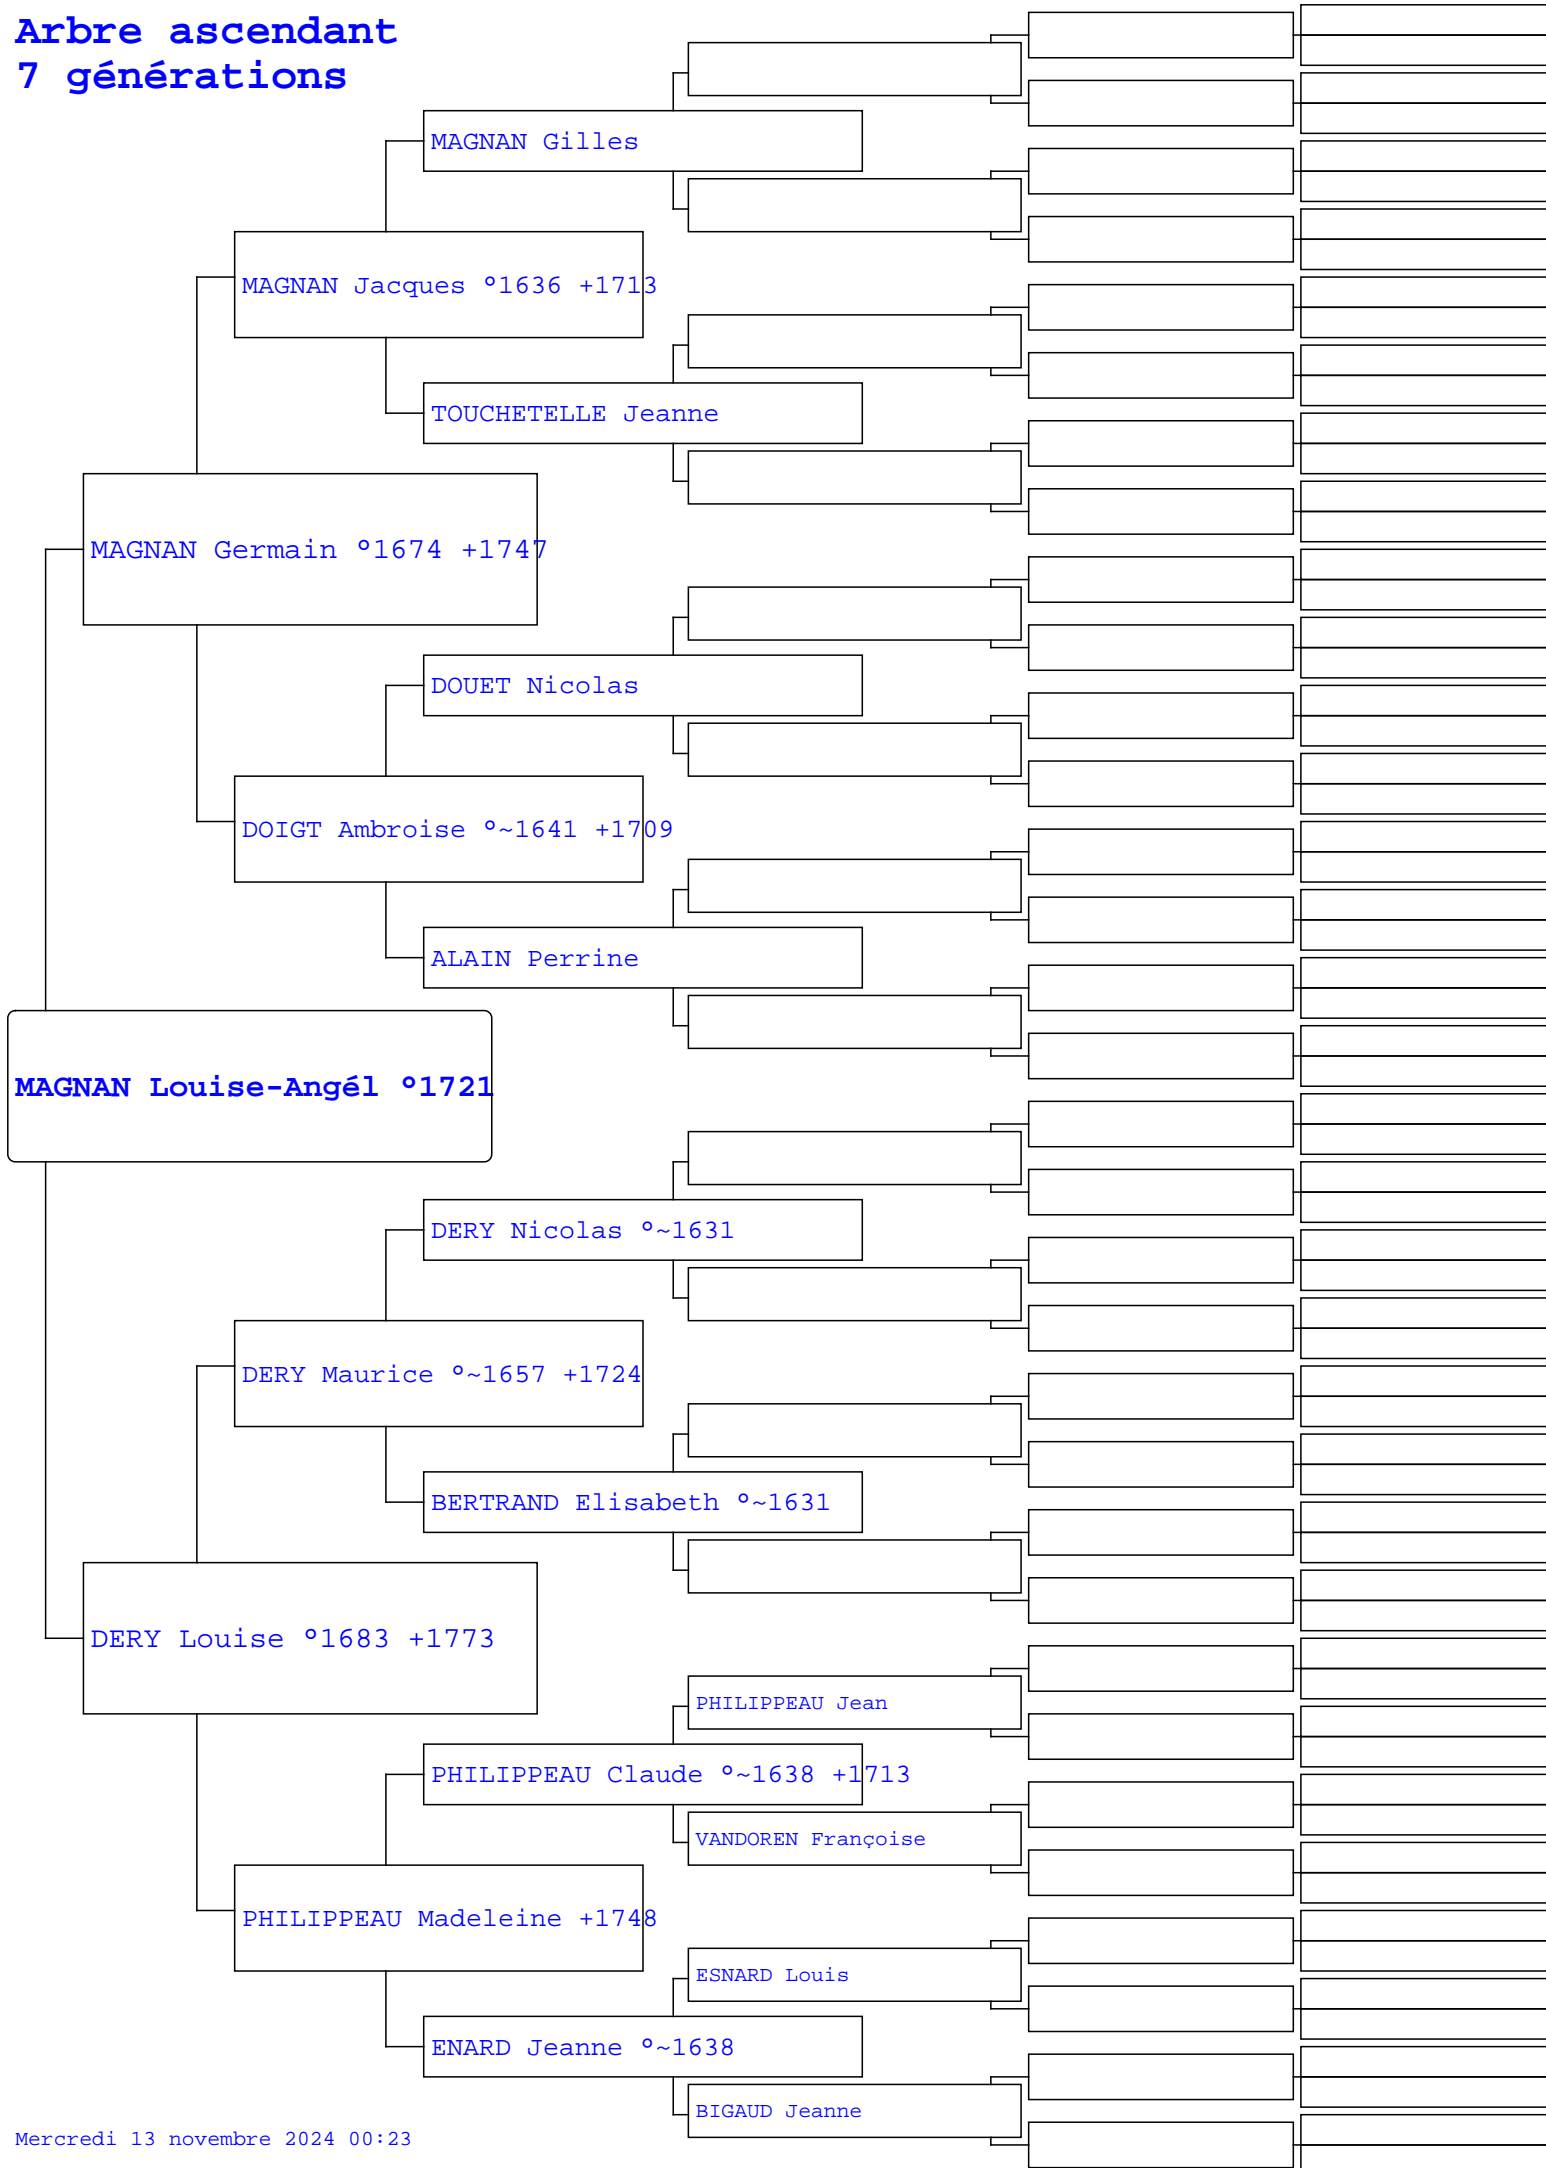 Arbre ascendant
7 générations
MAGNAN Gilles
MAGNAN Jacques °1636 +1713
TOUCHETELLE Jeanne
MAGNAN Germain °1674 +1747
DOUET Nicolas
DOIGT Ambroise °~1641 +1709
ALAIN Perrine
MAGNAN Louise-Angél °1721
DERY Nicolas °~1631
DERY Maurice °~1657 +1724
BERTRAND Elisabeth °~1631
DERY Louise °1683 +1773
PHILIPPEAU Jean
PHILIPPEAU Claude °~1638 +1713
VANDOREN Françoise
PHILIPPEAU Madeleine +1748
ESNARD Louis
ENARD Jeanne °~1638
BIGAUD Jeanne
Mercredi 13 novembre 2024 00:23